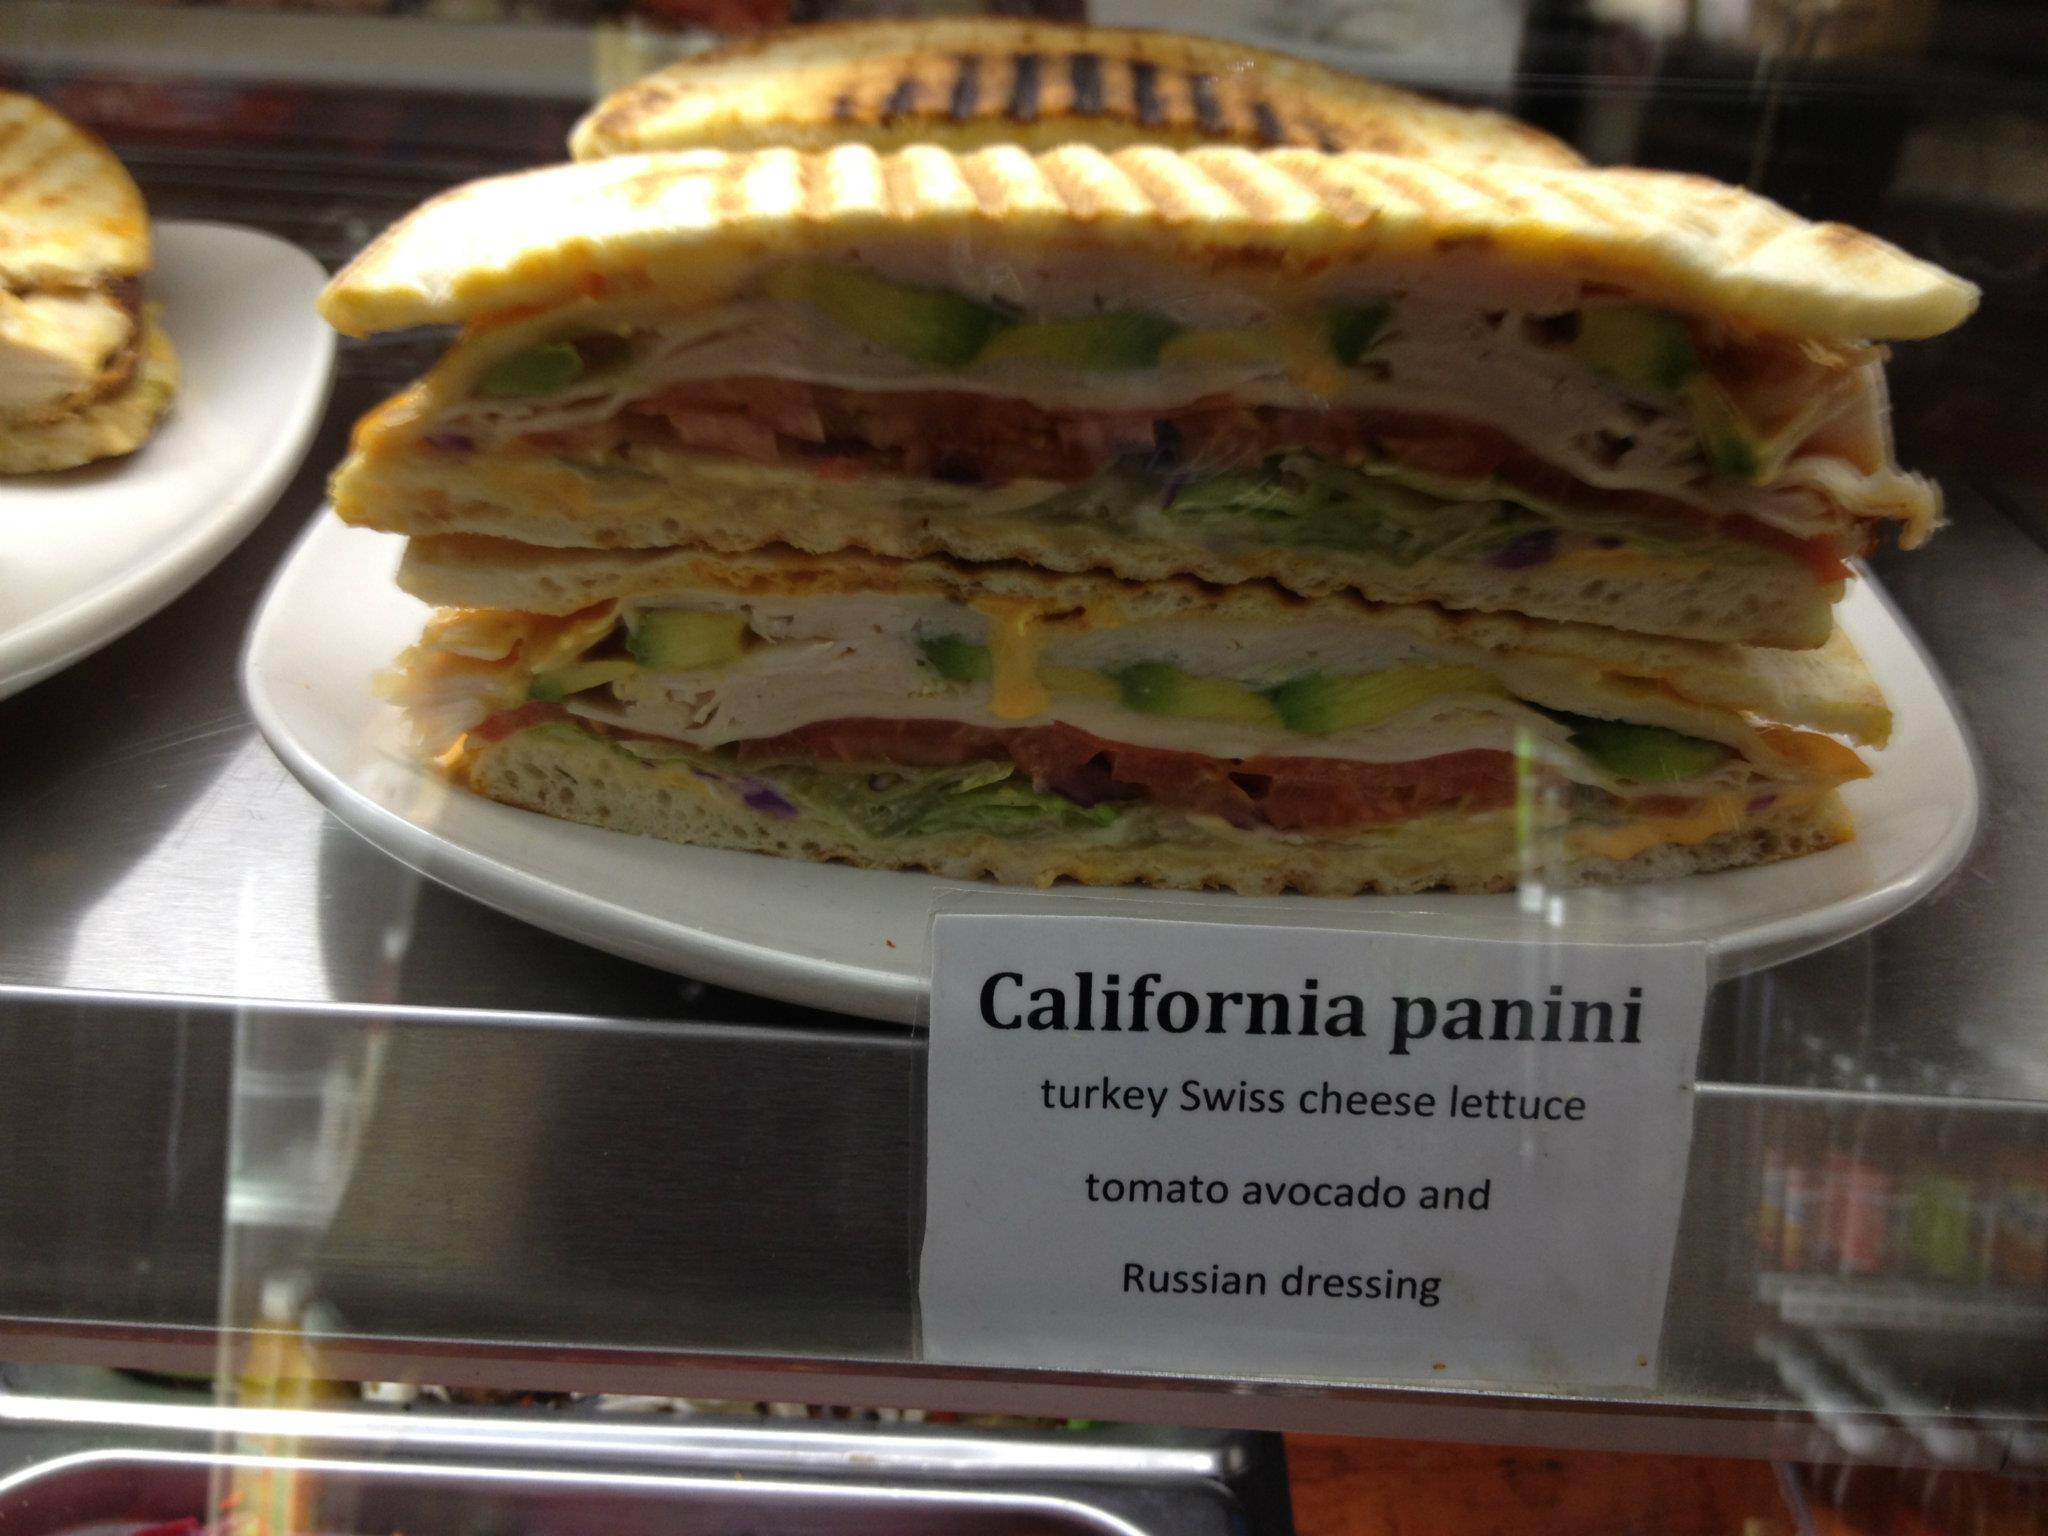 California panini
turkey Swiss cheese lettuce
tomato avocado and
Russian dressing